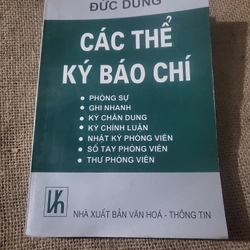 ĐỨC DŨNG
CÁC THỂ
KÝ BÁO CHÍ
PHÓNG SỰ
GHI NHANH
KÝ CHÂN DUNG
KÝ CHÍNH LUẬN
NHẬT KÝ PHÓNG VIÊN
SỔ TAY PHÓNG VIÊN
THƯ PHÓNG VIÊN
NHÀ XUẤT BẢN VĂN HOÁ - THÔNG TIN